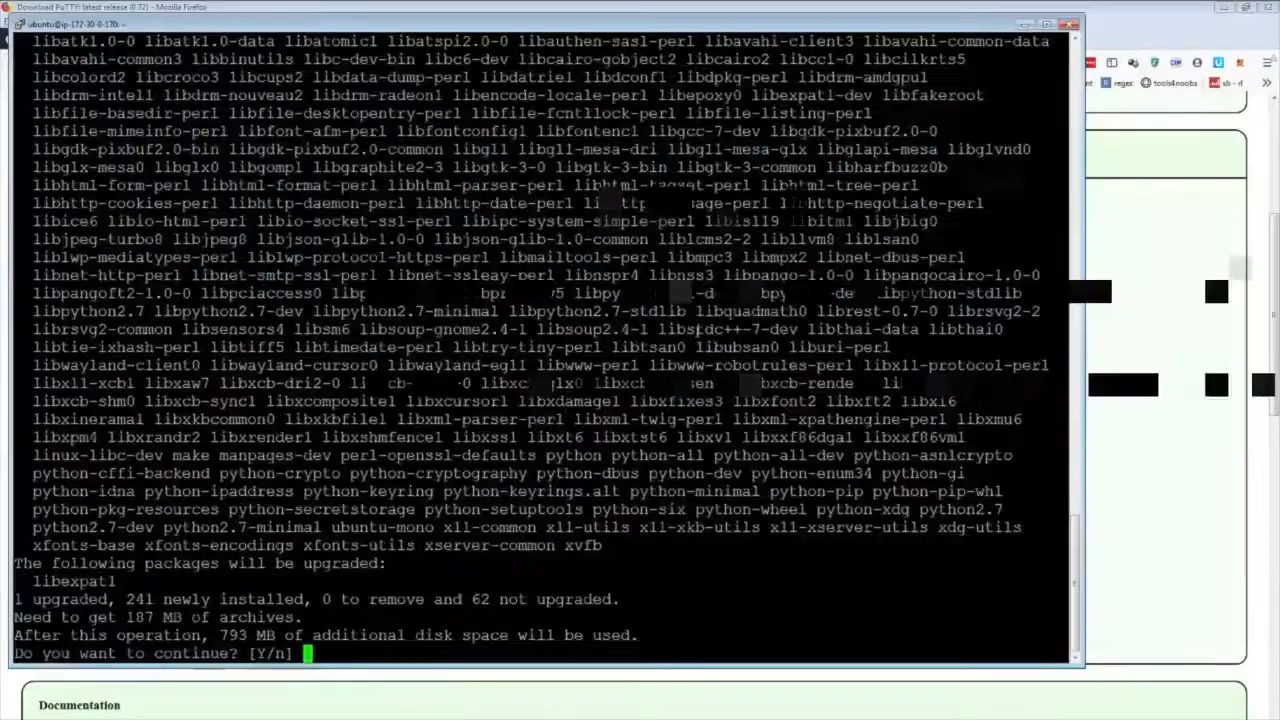 Download PuTTY: latest release (0.72) - Mozilla Firefox
ubuntu@ip-172-30-0-170: ~
libatk1.0-0 libatk1.0-data libatomic1 libatspi2.0-0 libauthen-sasl-perl libavahi-client3 libavahi-common-data
libavahi-common3 libbinutils libc-dev-bin libc6-dev libcairo-gobject2 libcairo2 libcc1-0 libcilkrts5
libcolord2 libcroco3 libcups2 libdata-dump-perl libdatrie1 libdconf1 libdpkg-perl libdrm-amdgpu1
libdrm-intel1 libdrm-nouveau2 libdrm-radeon1 libencode-locale-perl libepoxy0 libexpat1-dev libfakeroot
libfile-basedir-perl libfile-desktopentry-perl libfile-fcntllock-perl libfile-listing-perl
libfile-mimeinfo-perl libfont-afm-perl libfontconfig1 libfontenc1 libgcc-7-dev libgdk-pixbuf2.0-0
libgdk-pixbuf2.0-bin libgdk-pixbuf2.0-common libgl1 libgl1-mesa-dri libgl1-mesa-glx libglapi-mesa libglvnd0
libglx-mesa0 libglx0 libgomp1 libgraphite2-3 libgtk-3-0 libgtk-3-bin libgtk-3-common libharfbuzz0b
libhtml-form-perl libhtml-format-perl libhtml-parser-perl libhtml-tagset-perl libhtml-tree-perl
libhttp-cookies-perl libhttp-daemon-perl libhttp-date-perl libhttp-negotiate-perl
libice6 libio-html-perl libio-socket-ssl-perl libipc-system-simple-perl libisl19 libitm1 libjbig0
libjpeg-turbo8 libjpeg8 libjson-glib-1.0-0 libjson-glib-1.0-common liblcms2-2 libllvm8 liblsan0
liblwp-mediatypes-perl liblwp-protocol-https-perl libmailtools-perl libmpc3 libmpx2 libnet-dbus-perl
libnet-http-perl libnet-smtp-ssl-perl libnet-ssleay-perl libnspr4 libnss3 libpango-1.0-0 libpangocairo-1.0-0
libpangoft2-1.0-0 libpciaccess0 libpython-stdlib
libpython2.7 libpython2.7-dev libpython2.7-minimal libpython2.7-stdlib libquadmath0 librest-0.7-0 librsvg2-2
librsvg2-common libsensors4 libsm6 libsoup-gnome2.4-1 libsoup2.4-1 libstdc++-7-dev libthai-data libthai0
libtie-ixhash-perl libtiff5 libtimedate-perl libtry-tiny-perl libtsan0 libubsan0 liburi-perl
libwayland-client0 libwayland-cursor0 libwayland-egl1 libwww-perl libwww-robotrules-perl libx11-protocol-perl
libx11-xcb1 libxaw7 libxcb-dri2-0
libxcb-shm0 libxcb-sync1 libxcomposite1 libxcursor1 libxdamage1 libxfixes3 libxfont2 libxft2 libxi6
libxinerama1 libxkbcommon0 libxkbfile1 libxml-parser-perl libxml-twig-perl libxml-xpathengine-perl libxmu6
libxpm4 libxrandr2 libxrender1 libxshmfence1 libxss1 libxt6 libxtst6 libxv1 libxxf86dga1 libxxf86vm1
linux-libc-dev make manpages-dev perl-openssl-defaults python python-all python-all-dev python-asn1crypto
python-cffi-backend python-crypto python-cryptography python-dbus python-dev python-enum34 python-gi
python-idna python-ipaddress python-keyring python-keyrings.alt python-minimal python-pip python-pip-whl
python-pkg-resources python-secretstorage python-setuptools python-six python-wheel python-xdg python2.7
python2.7-dev python2.7-minimal ubuntu-mono x11-common x11-utils x11-xkb-utils x11-xserver-utils xdg-utils
xfonts-base xfonts-encodings xfonts-utils xserver-common xvfb
The following packages will be upgraded:
libexpat1
1 upgraded, 241 newly installed, 0 to remove and 62 not upgraded.
Need to get 187 MB of archives.
After this operation, 793 MB of additional disk space will be used.
Do you want to continue? [Y/n]
reger tools4noobs sb - rl
Documentation